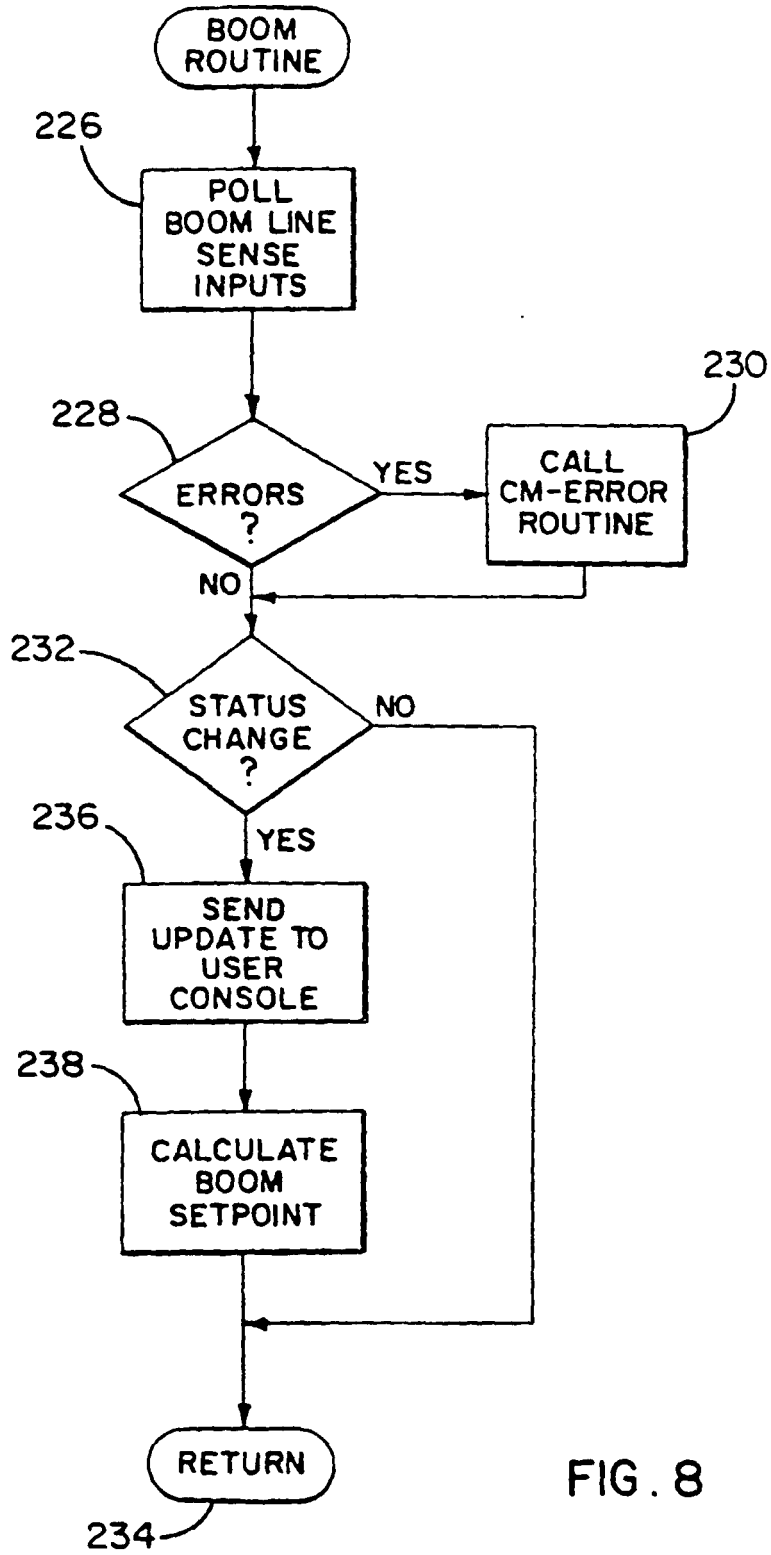 BOOM
ROUTINE
226
POLL
BOOM LINE
SENSE
INPUTS
228
ERRORS
?
YES
230
CALL
CM-ERROR
ROUTINE
NO
232
STATUS
CHANGE
?
NO
YES
236
SEND
UPDATE TO
USER
CONSOLE
238
CALCULATE
BOOM
SETPOINT
RETURN
234
FIG. 8